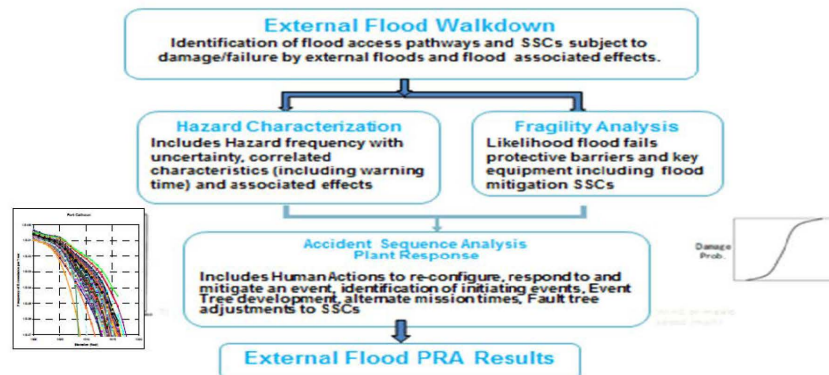 External Flood Walkdown
Identification of flood access pathways and SSCs subject to
damage/failure by external floods and flood associated effects.
Hazard Characterization
Includes Hazard frequency with
uncertainty, correlated
characteristics (including warning
time) and associated effects
Fragility Analysis
Likelihood flood fails
protective barriers and key
equipment including flood
mitigation SSCs
Accident Sequence Analysis
Plant Response
Includes Human Actions to re-configure, respond to and
mitigate an event, identification of initiating events, Event
Tree development, alternate mission times, Fault tree
adjustments to SSCs
Damage
Prob.
External Flood PRA Results